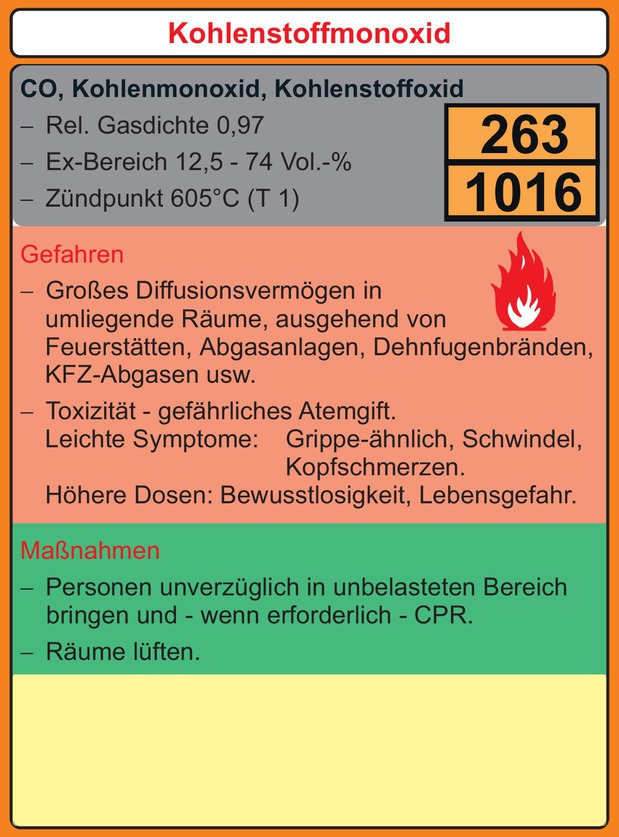 Kohlenstoffmonoxid
CO, Kohlenmonoxid, Kohlenstoffoxid
– Rel. Gasdichte 0,97
– Ex-Bereich 12,5 - 74 Vol.-%
– Zündpunkt 605°C (T 1)
263
1016
Gefahren
– Großes Diffusionsvermögen in
umliegende Räume, ausgehend von
Feuerstätten, Abgasanlagen, Dehnfugenbränden,
KFZ-Abgasen usw.
– Toxizität - gefährliches Atemgift.
Leichte Symptome: Grippe-ähnlich, Schwindel,
Kopfschmerzen.
Höhere Dosen: Bewusstlosigkeit, Lebensgefahr.
Maßnahmen
– Personen unverzüglich in unbelasteten Bereich
bringen und - wenn erforderlich - CPR.
– Räume lüften.